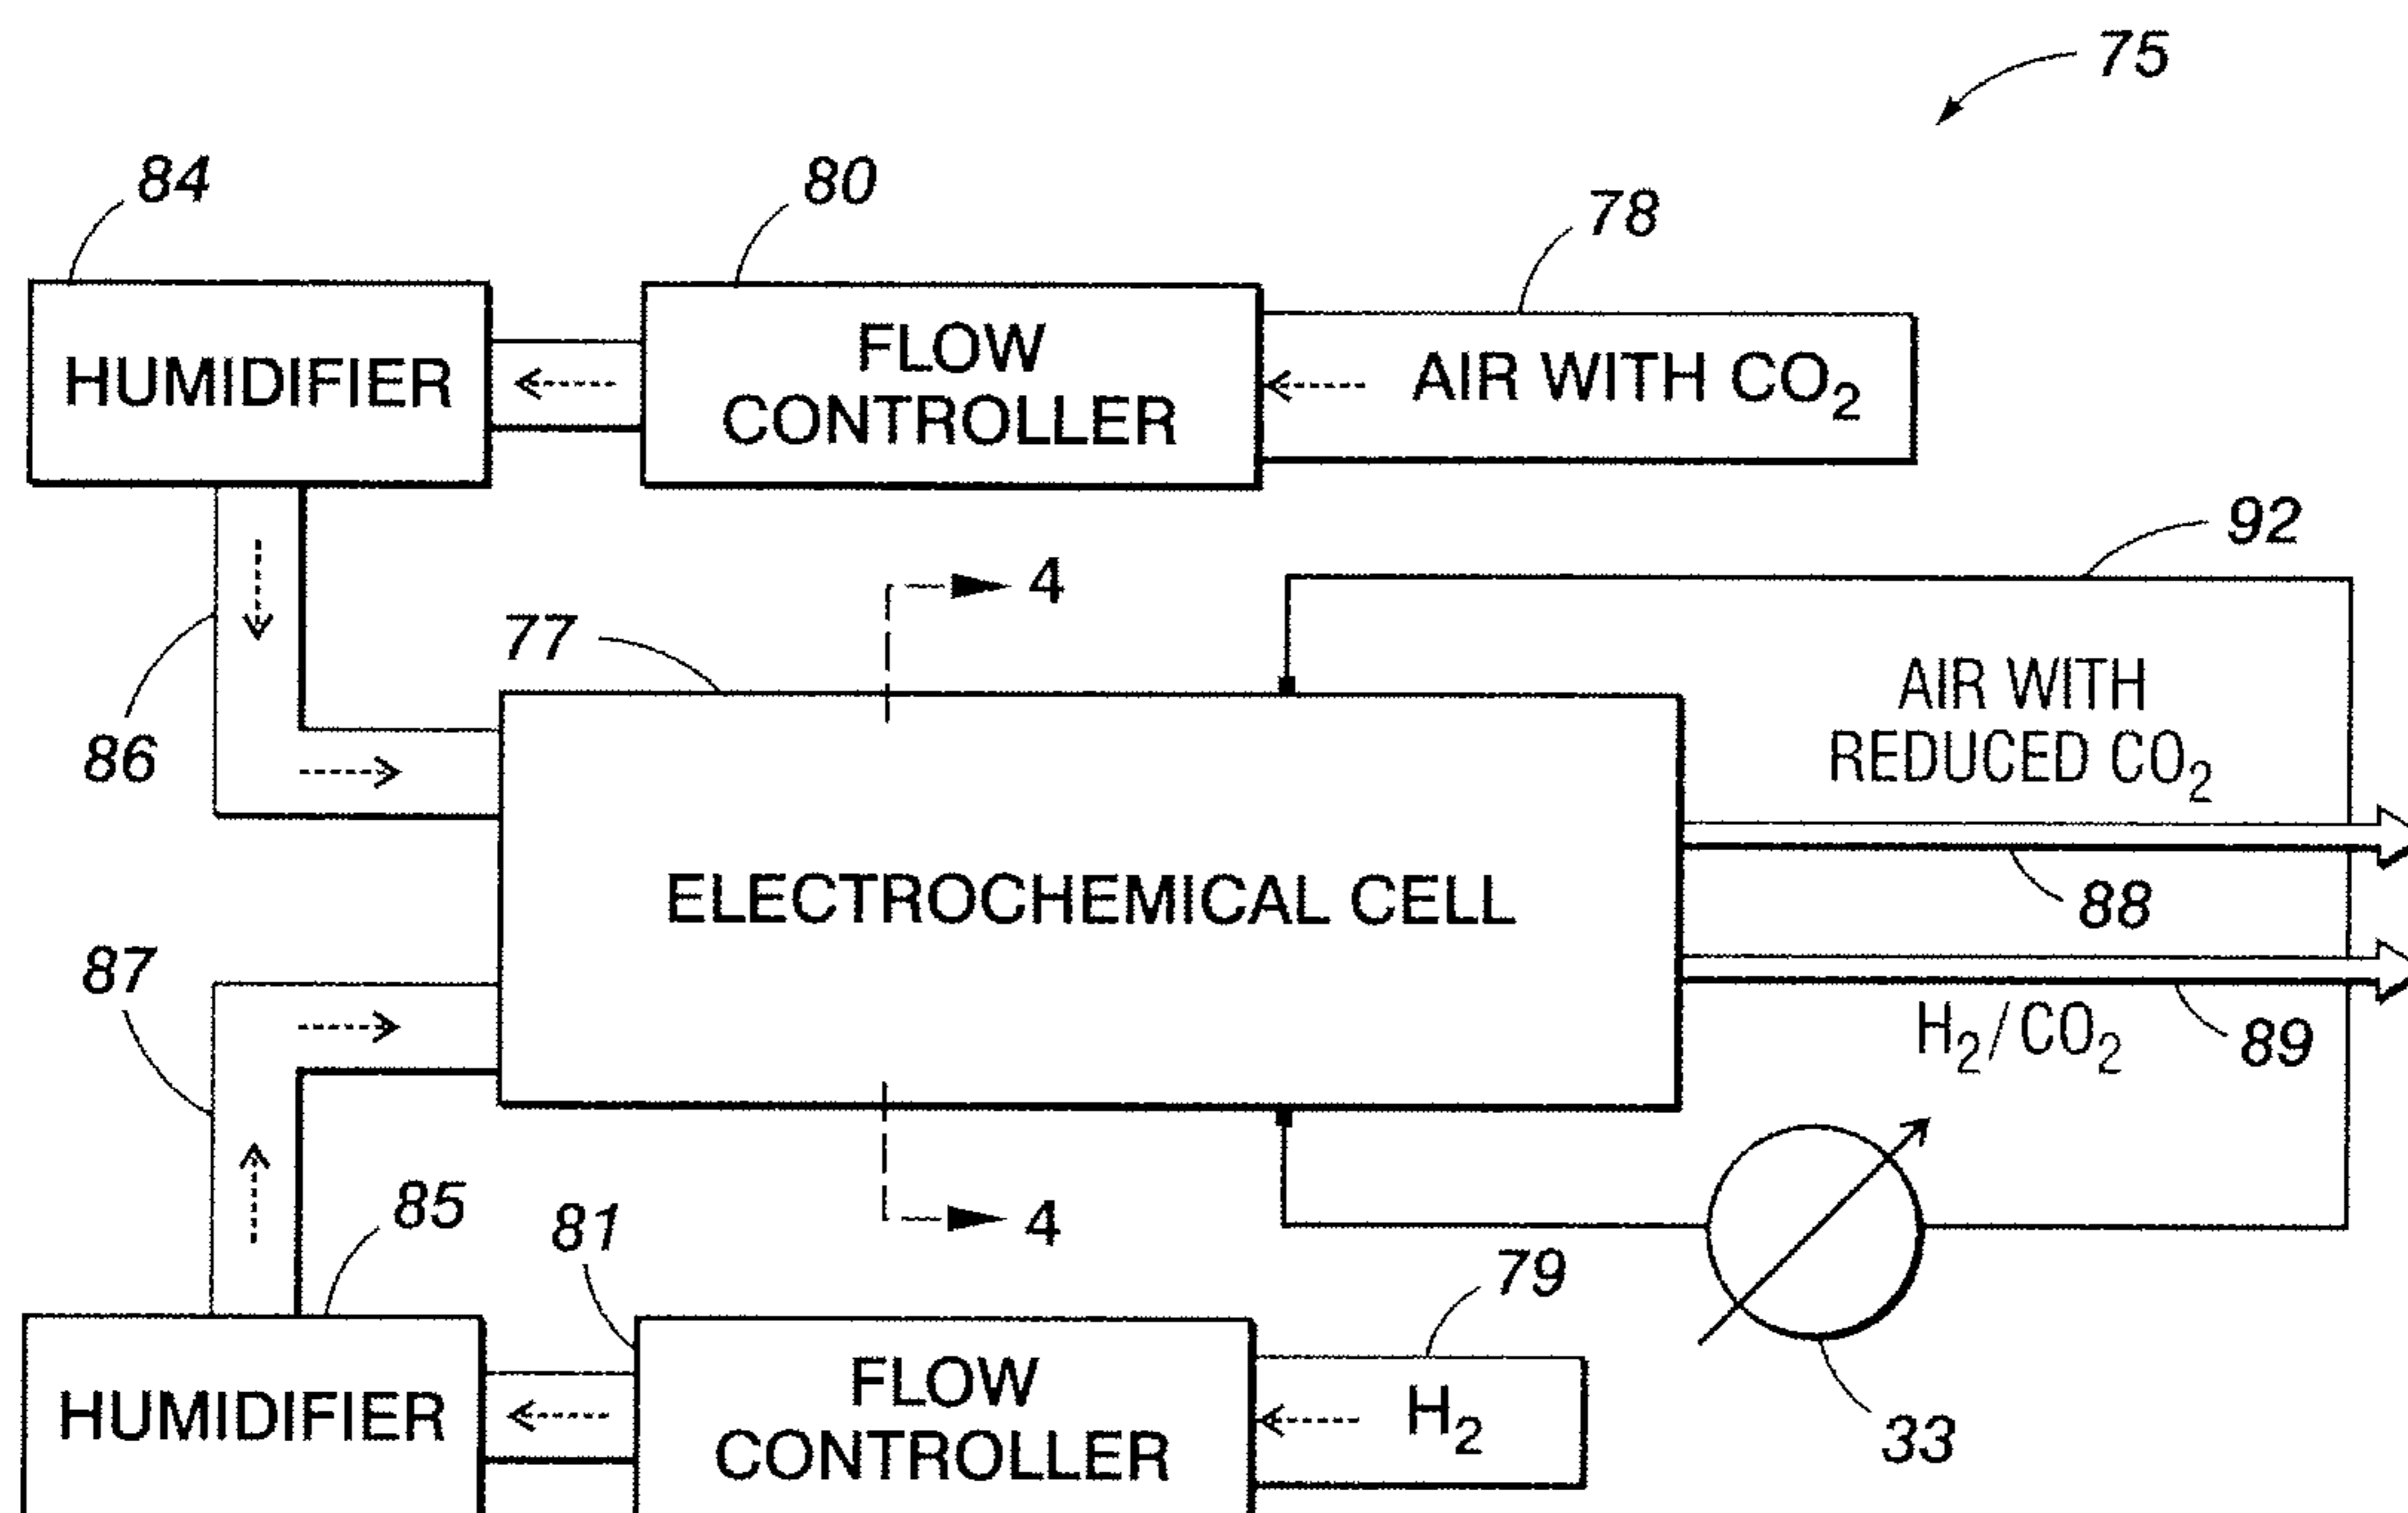 75
84
80
78
HUMIDIFIER
FLOW
CONTROLLER
AIR WITH CO₂
92
4
77
86
AIR WITH
REDUCED CO₂
ELECTROCHEMICAL CELL
88
87
H₂/CO₂
89
85
81
4
79
33
HUMIDIFIER
FLOW
CONTROLLER
H₂